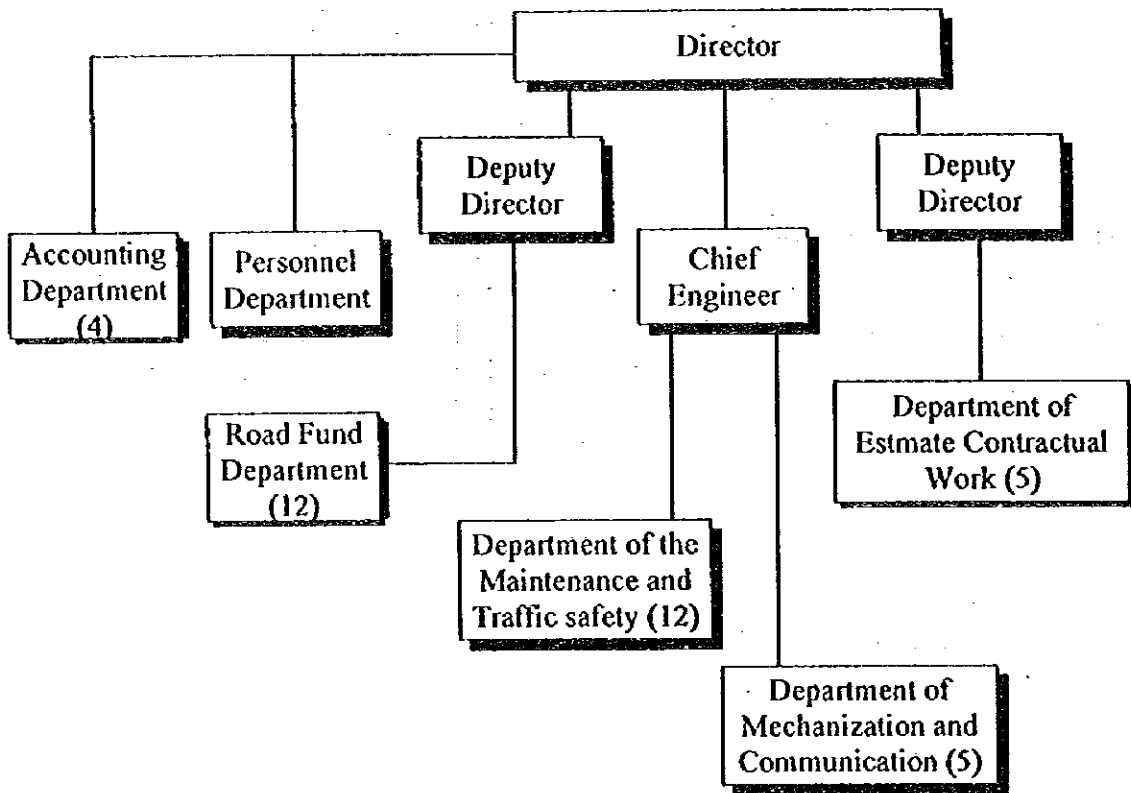 Director
Deputy
Director
Deputy
Director
Accounting
Department
(4)
Personnel
Department
Chief
Engineer
Road Fund
Department
(12)
Department of
Estmate Contractual
Work (5)
Department of the
Maintenance and
Traffic safety (12)
Department of
Mechanization and
Communication (5)